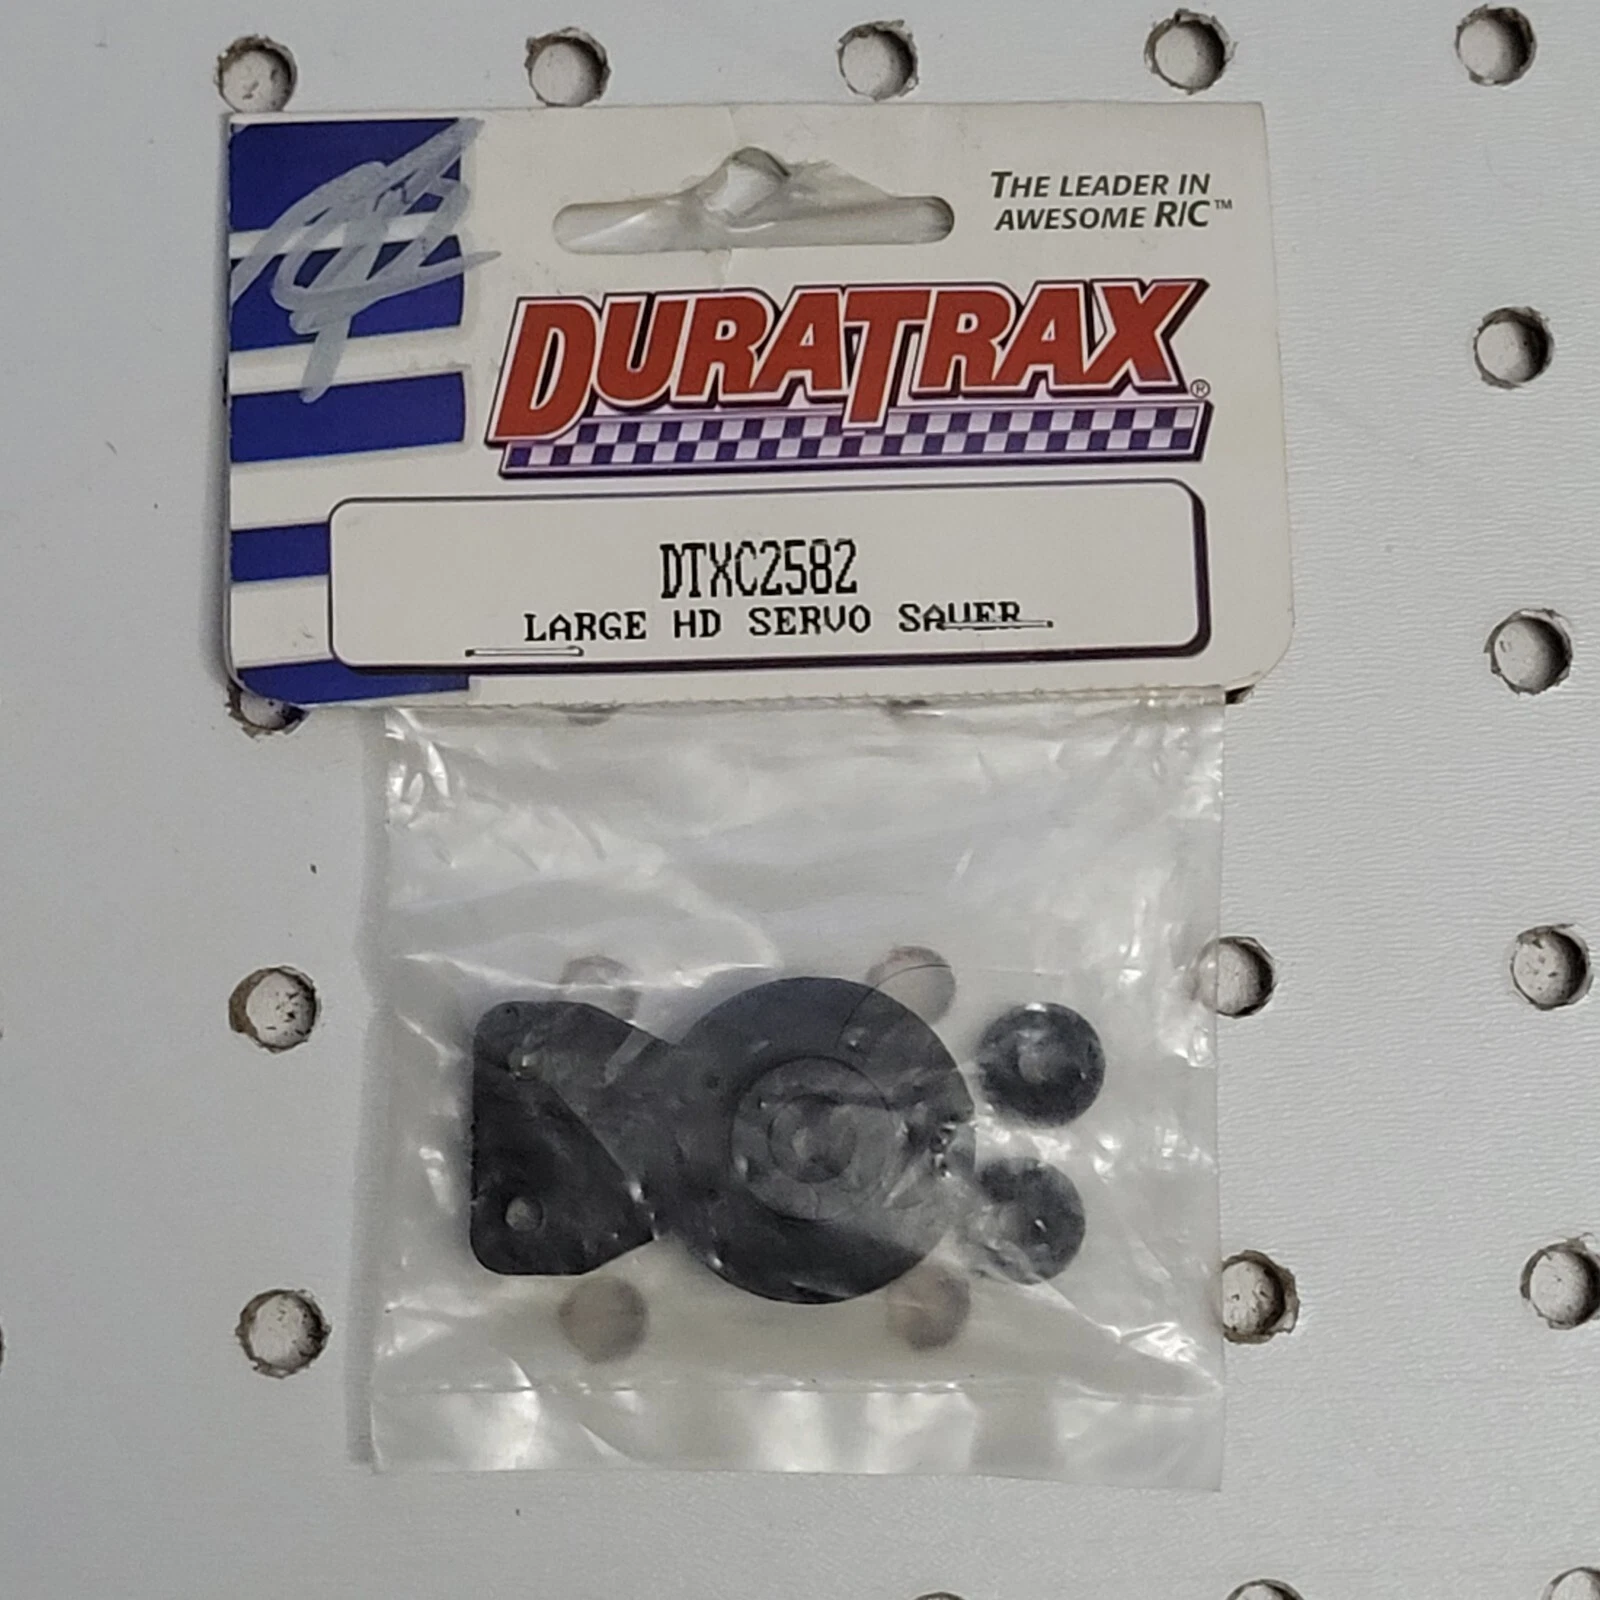 THE LEADER IN
AWESOME R/C™
DURATRAX®
DTXC2582
LARGE HD SERVO SAVER